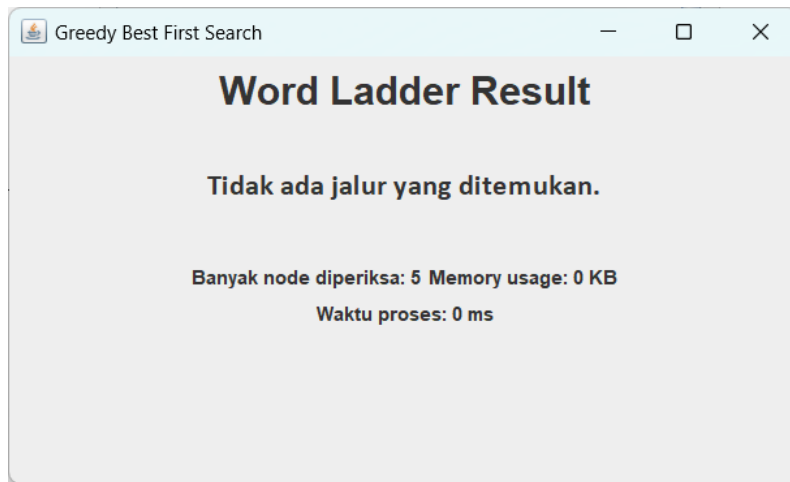 Greedy Best First Search
Word Ladder Result
Tidak ada jalur yang ditemukan.
Banyak node diperiksa: 5 Memory usage: 0 KB
Waktu proses: 0 ms